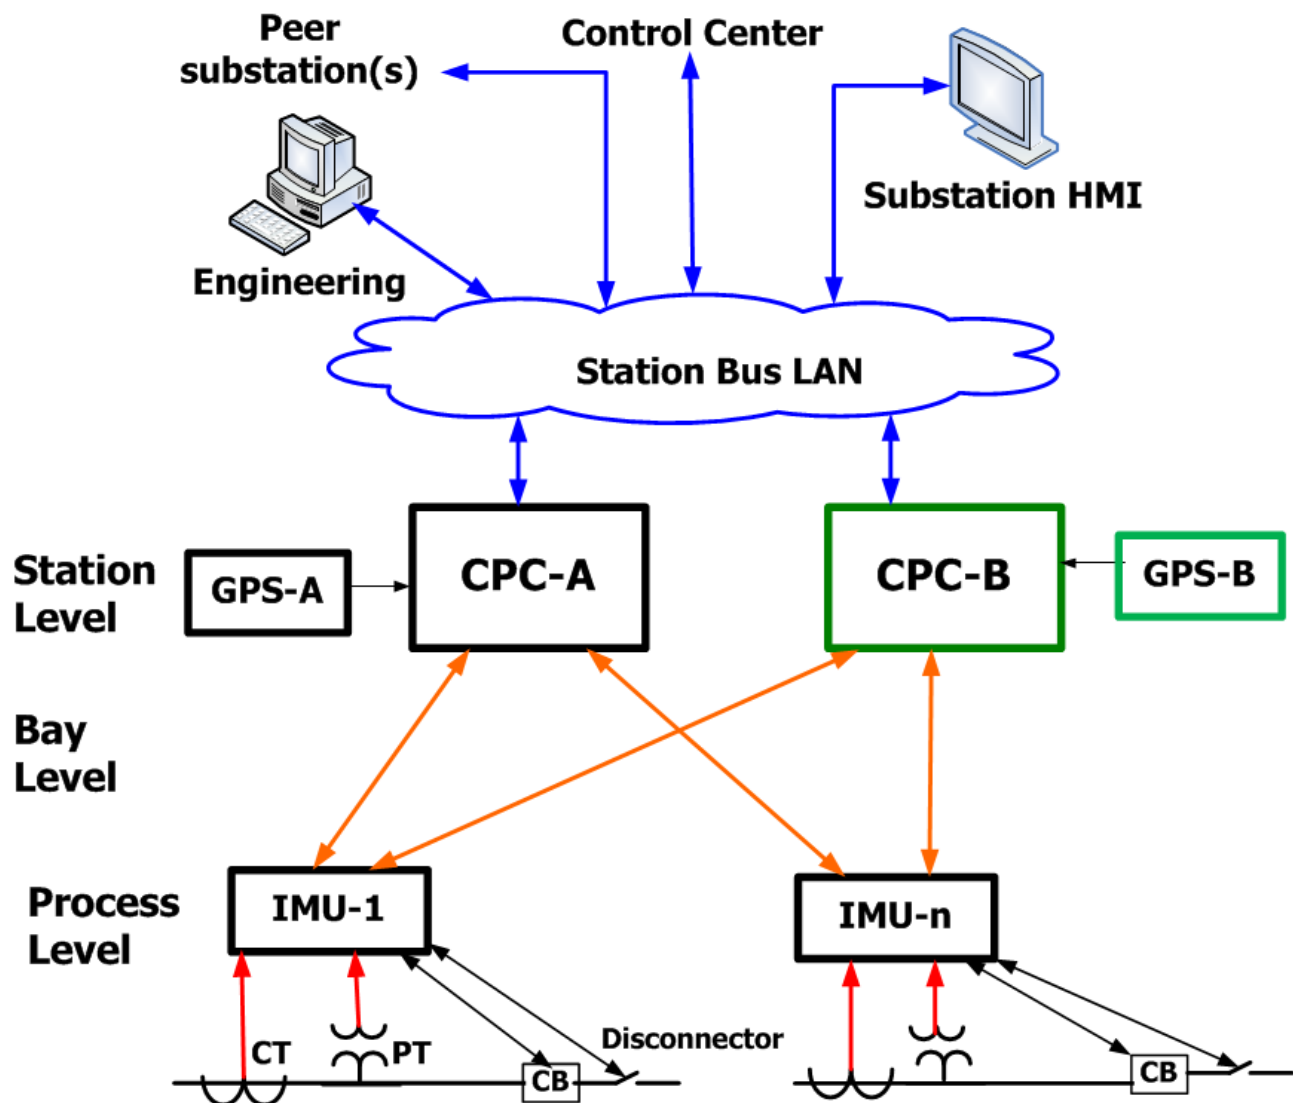 Peer
substation(s)
Control Center
Substation HMI
Engineering
Station Bus LAN
Station
Level
GPS-A
CPC-A
CPC-B
GPS-B
Bay
Level
Process
Level
IMU-1
IMU-n
CT
PT
Disconnector
CB
CB